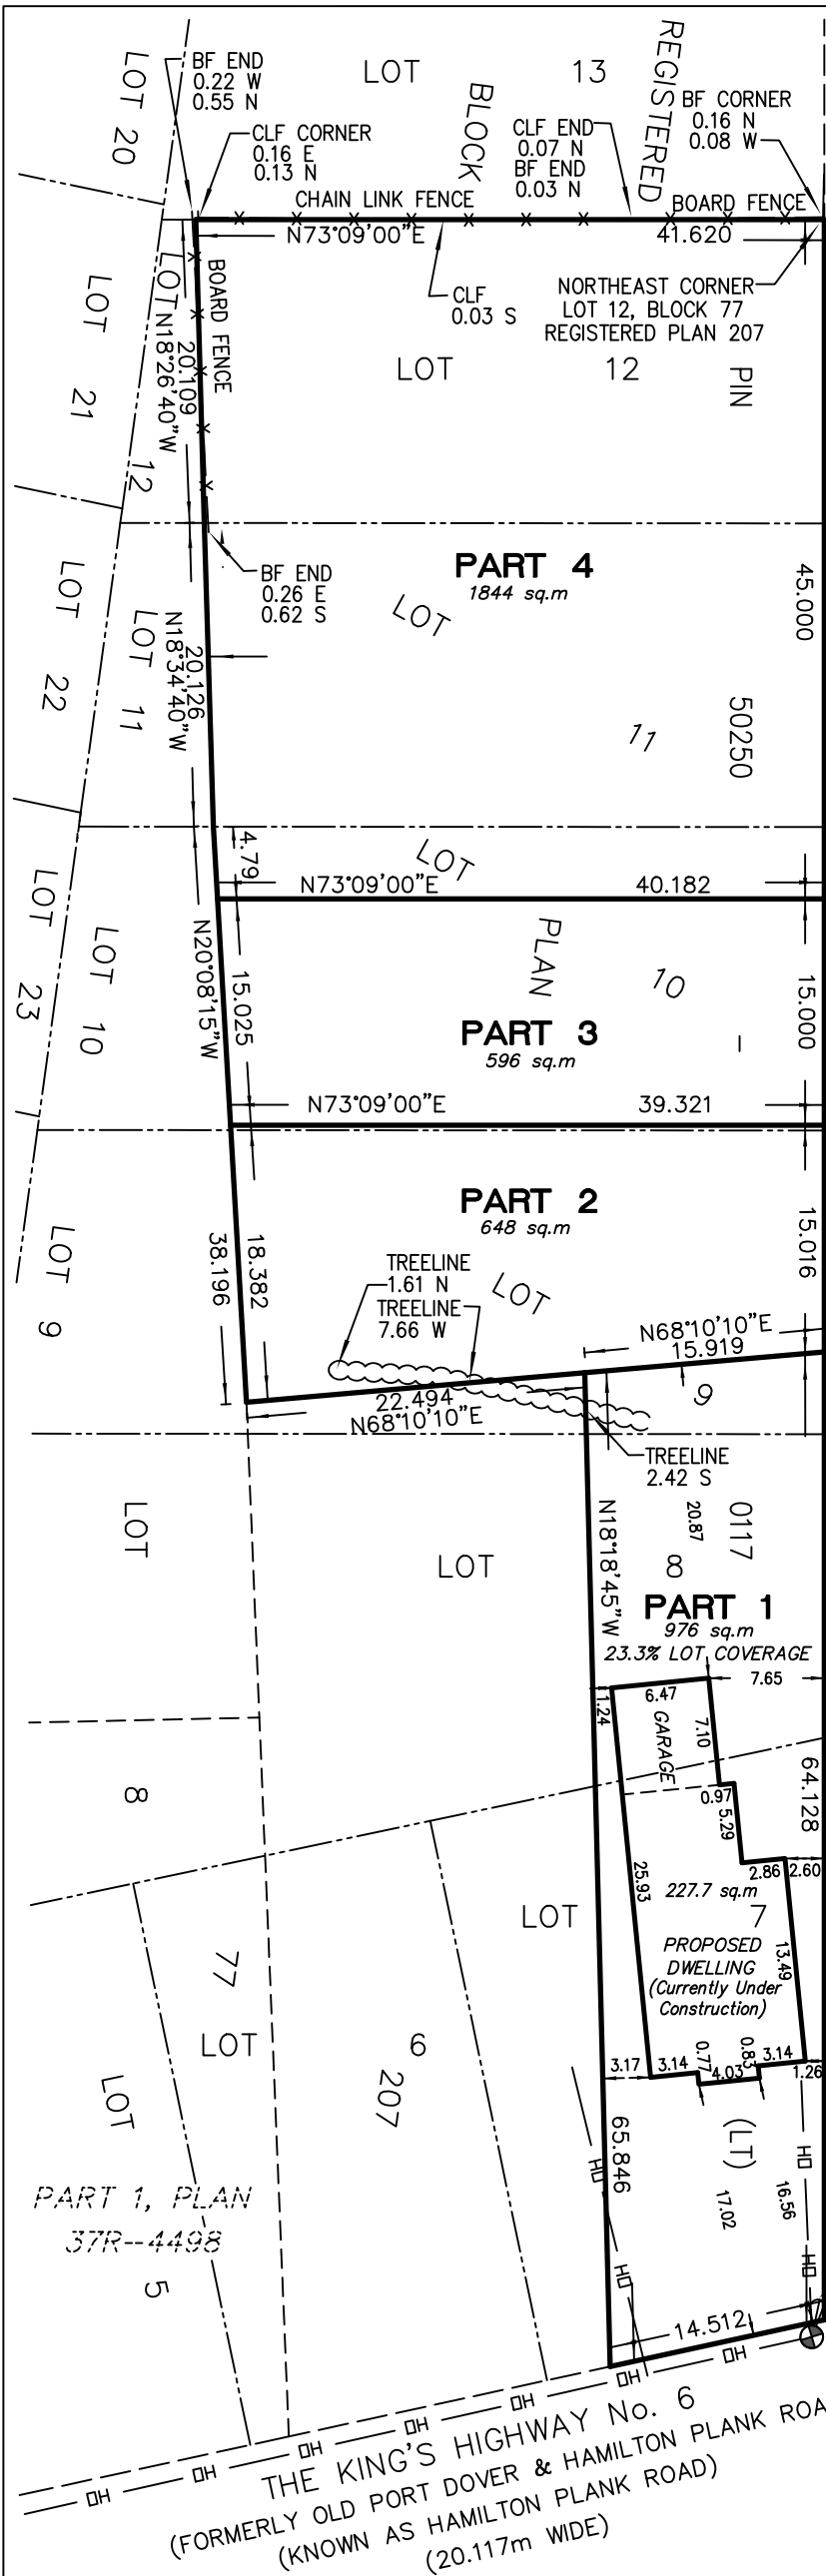 BF END
0.22 W
0.55 N
LOT 20
LOT 13
BLOCK
REGISTERED
BF CORNER
0.16 N
0.08 W
CLF CORNER
0.16 E
0.13 N
CLF END
0.07 N
BF END
0.03 N
CHAIN LINK FENCE
BOARD FENCE
N73°09'00"E
41.620
NORTHEAST CORNER
LOT 12, BLOCK 77
REGISTERED PLAN 207
CLF
0.03 S
BOARD FENCE
LOT 12
20.109
N18°26'40"W
LOT 21
LOT 12
PIN
BF END
0.26 E
0.62 S
PART 4
1844 sq.m
45.000
LOT 11
50250
LOT 22
LOT 11
20.126
N18°34'40"W
4.79
LOT
N73°09'00"E
40.182
LOT 23
LOT 10
N20°08'15"W
15.025
PLAN
10
–
15.000
PART 3
596 sq.m
N73°09'00"E
39.321
PART 2
648 sq.m
15.016
LOT 9
38.196
18.382
TREELINE
1.61 N
TREELINE
7.66 W
LOT
N68°10'10"E
15.919
9
22.494
N68°10'10"E
TREELINE
2.42 S
LOT
LOT
N18°18'45"W
20.87
0117
8
PART 1
976 sq.m
23.3% LOT COVERAGE
7.65
6.47
1.24
GARAGE
7.10
64.128
0.97
5.29
8
2.86
2.60
25.93
227.7 sq.m
LOT 7
13.49
PROPOSED
DWELLING
(Currently Under
Construction)
77
LOT 6
207
3.17
3.14
0.77
4.03
0.83
3.14
1.26
65.846
(LT)
17.02
16.56
LOT
PART 1, PLAN
37R-4498
5
14.512
OH
OH
OH
OH
OH
OH
OH
OH
OH
OH
OH
THE KING'S HIGHWAY No. 6
(FORMERLY OLD PORT DOVER & HAMILTON PLANK ROA
(KNOWN AS HAMILTON PLANK ROAD)
(20.117m WIDE)